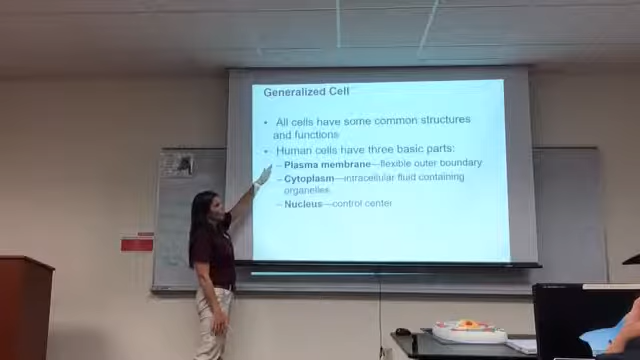 Generalized Cell
• All cells have some common structures
and functions
• Human cells have three basic parts:
– Plasma membrane—flexible outer boundary
– Cytoplasm—intracellular fluid containing
organelles
– Nucleus—control center